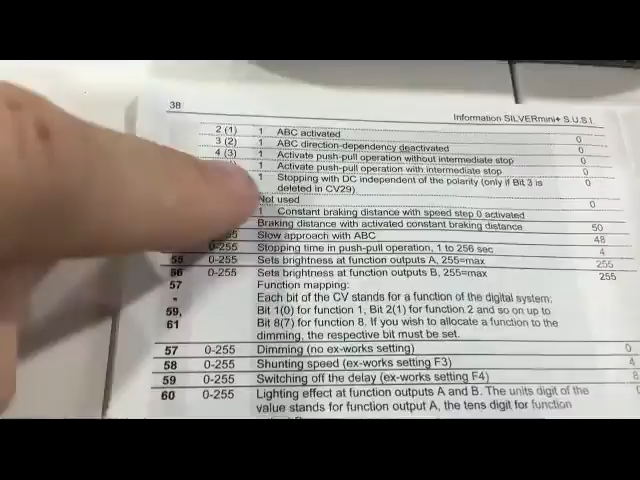 38
Information SILVERmini+ S.U.S.I.
2 (1) 1 ABC activated 0
3 (2) 1 ABC direction-dependency deactivated 0
4 (3) 1 Activate push-pull operation without intermediate stop 0
1 Activate push-pull operation with intermediate stop 0
1 Stopping with DC independent of the polarity (only if Bit 3 is 0
deleted in CV29)
Not used 0
1 Constant braking distance with speed step 0 activated
Braking distance with activated constant braking distance 50
Slow approach with ABC 48
0-255 Stopping time in push-pull operation, 1 to 256 sec 4
55 0-255 Sets brightness at function outputs A, 255=max 255
56 0-255 Sets brightness at function outputs B, 255=max 255
57 Function mapping:
- Each bit of the CV stands for a function of the digital system:
59, Bit 1(0) for function 1, Bit 2(1) for function 2 and so on up to
61 Bit 8(7) for function 8. If you wish to allocate a function to the
dimming, the respective bit must be set.
57 0-255 Dimming (no ex-works setting) 0
58 0-255 Shunting speed (ex-works setting F3) 4
59 0-255 Switching off the delay (ex-works setting F4) 8
60 0-255 Lighting effect at function outputs A and B. The units digit of the
value stands for function output A, the tens digit for function